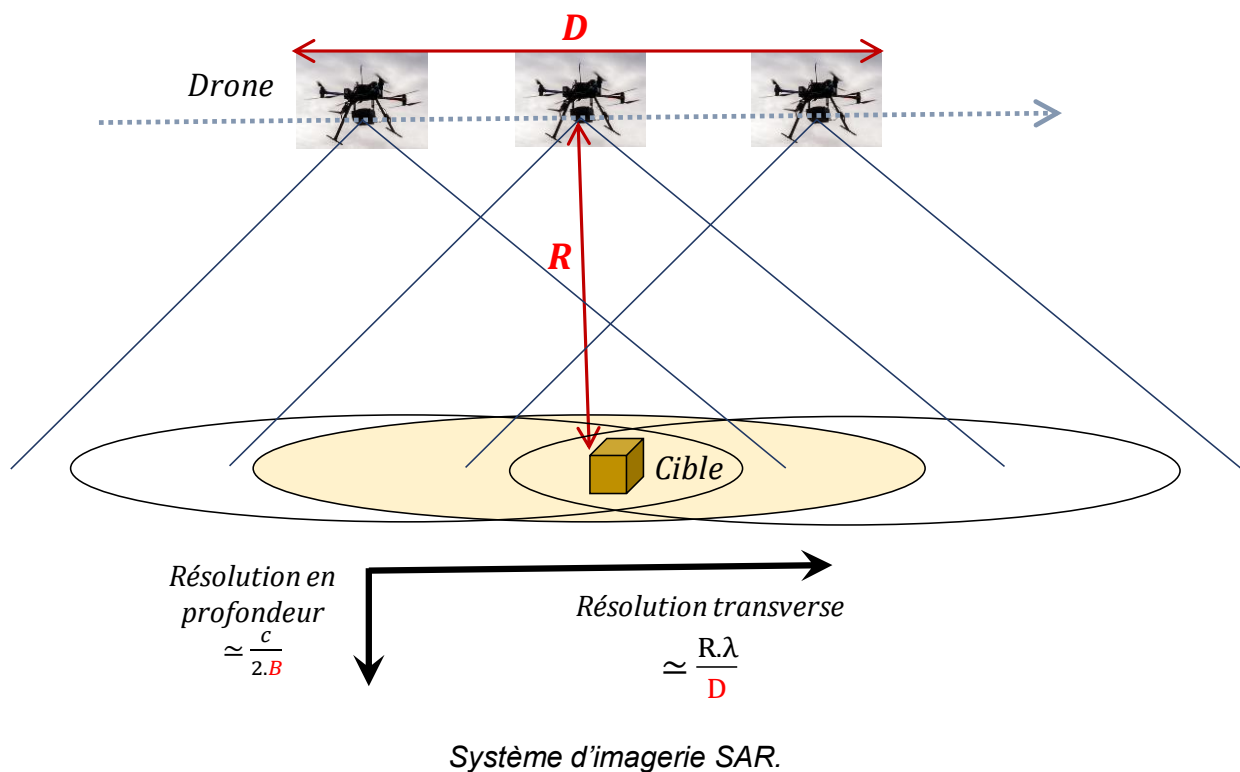 D
Drone
R
Cible
Résolution en
profondeur
≃ c / 2.B
Résolution transverse
≃ R.λ / D
Système d'imagerie SAR.